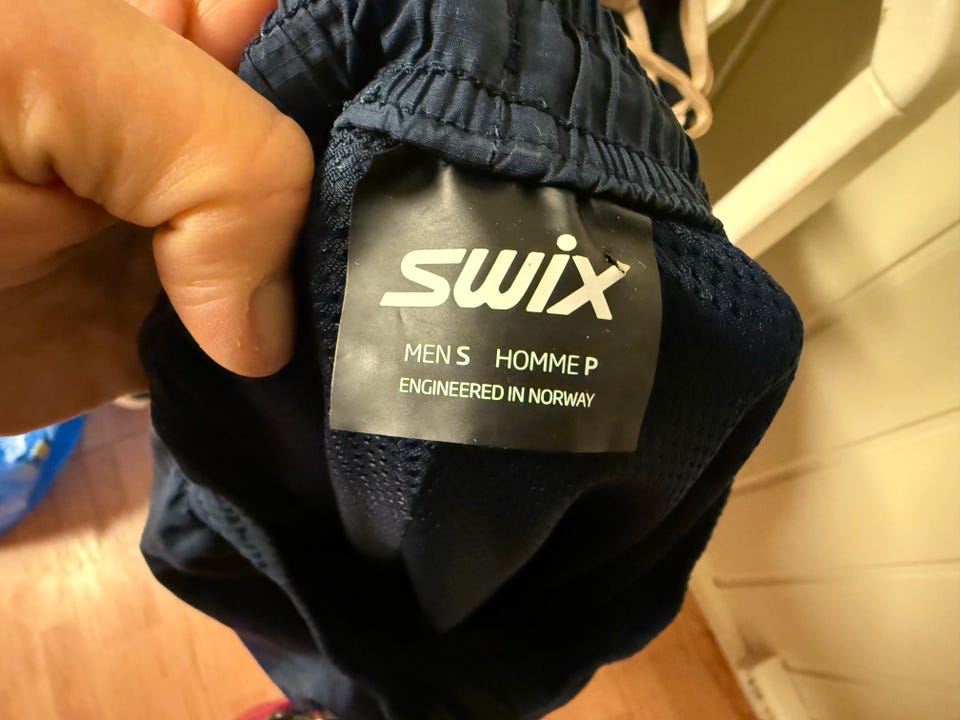 swix
MEN S HOMME P
ENGINEERED IN NORWAY